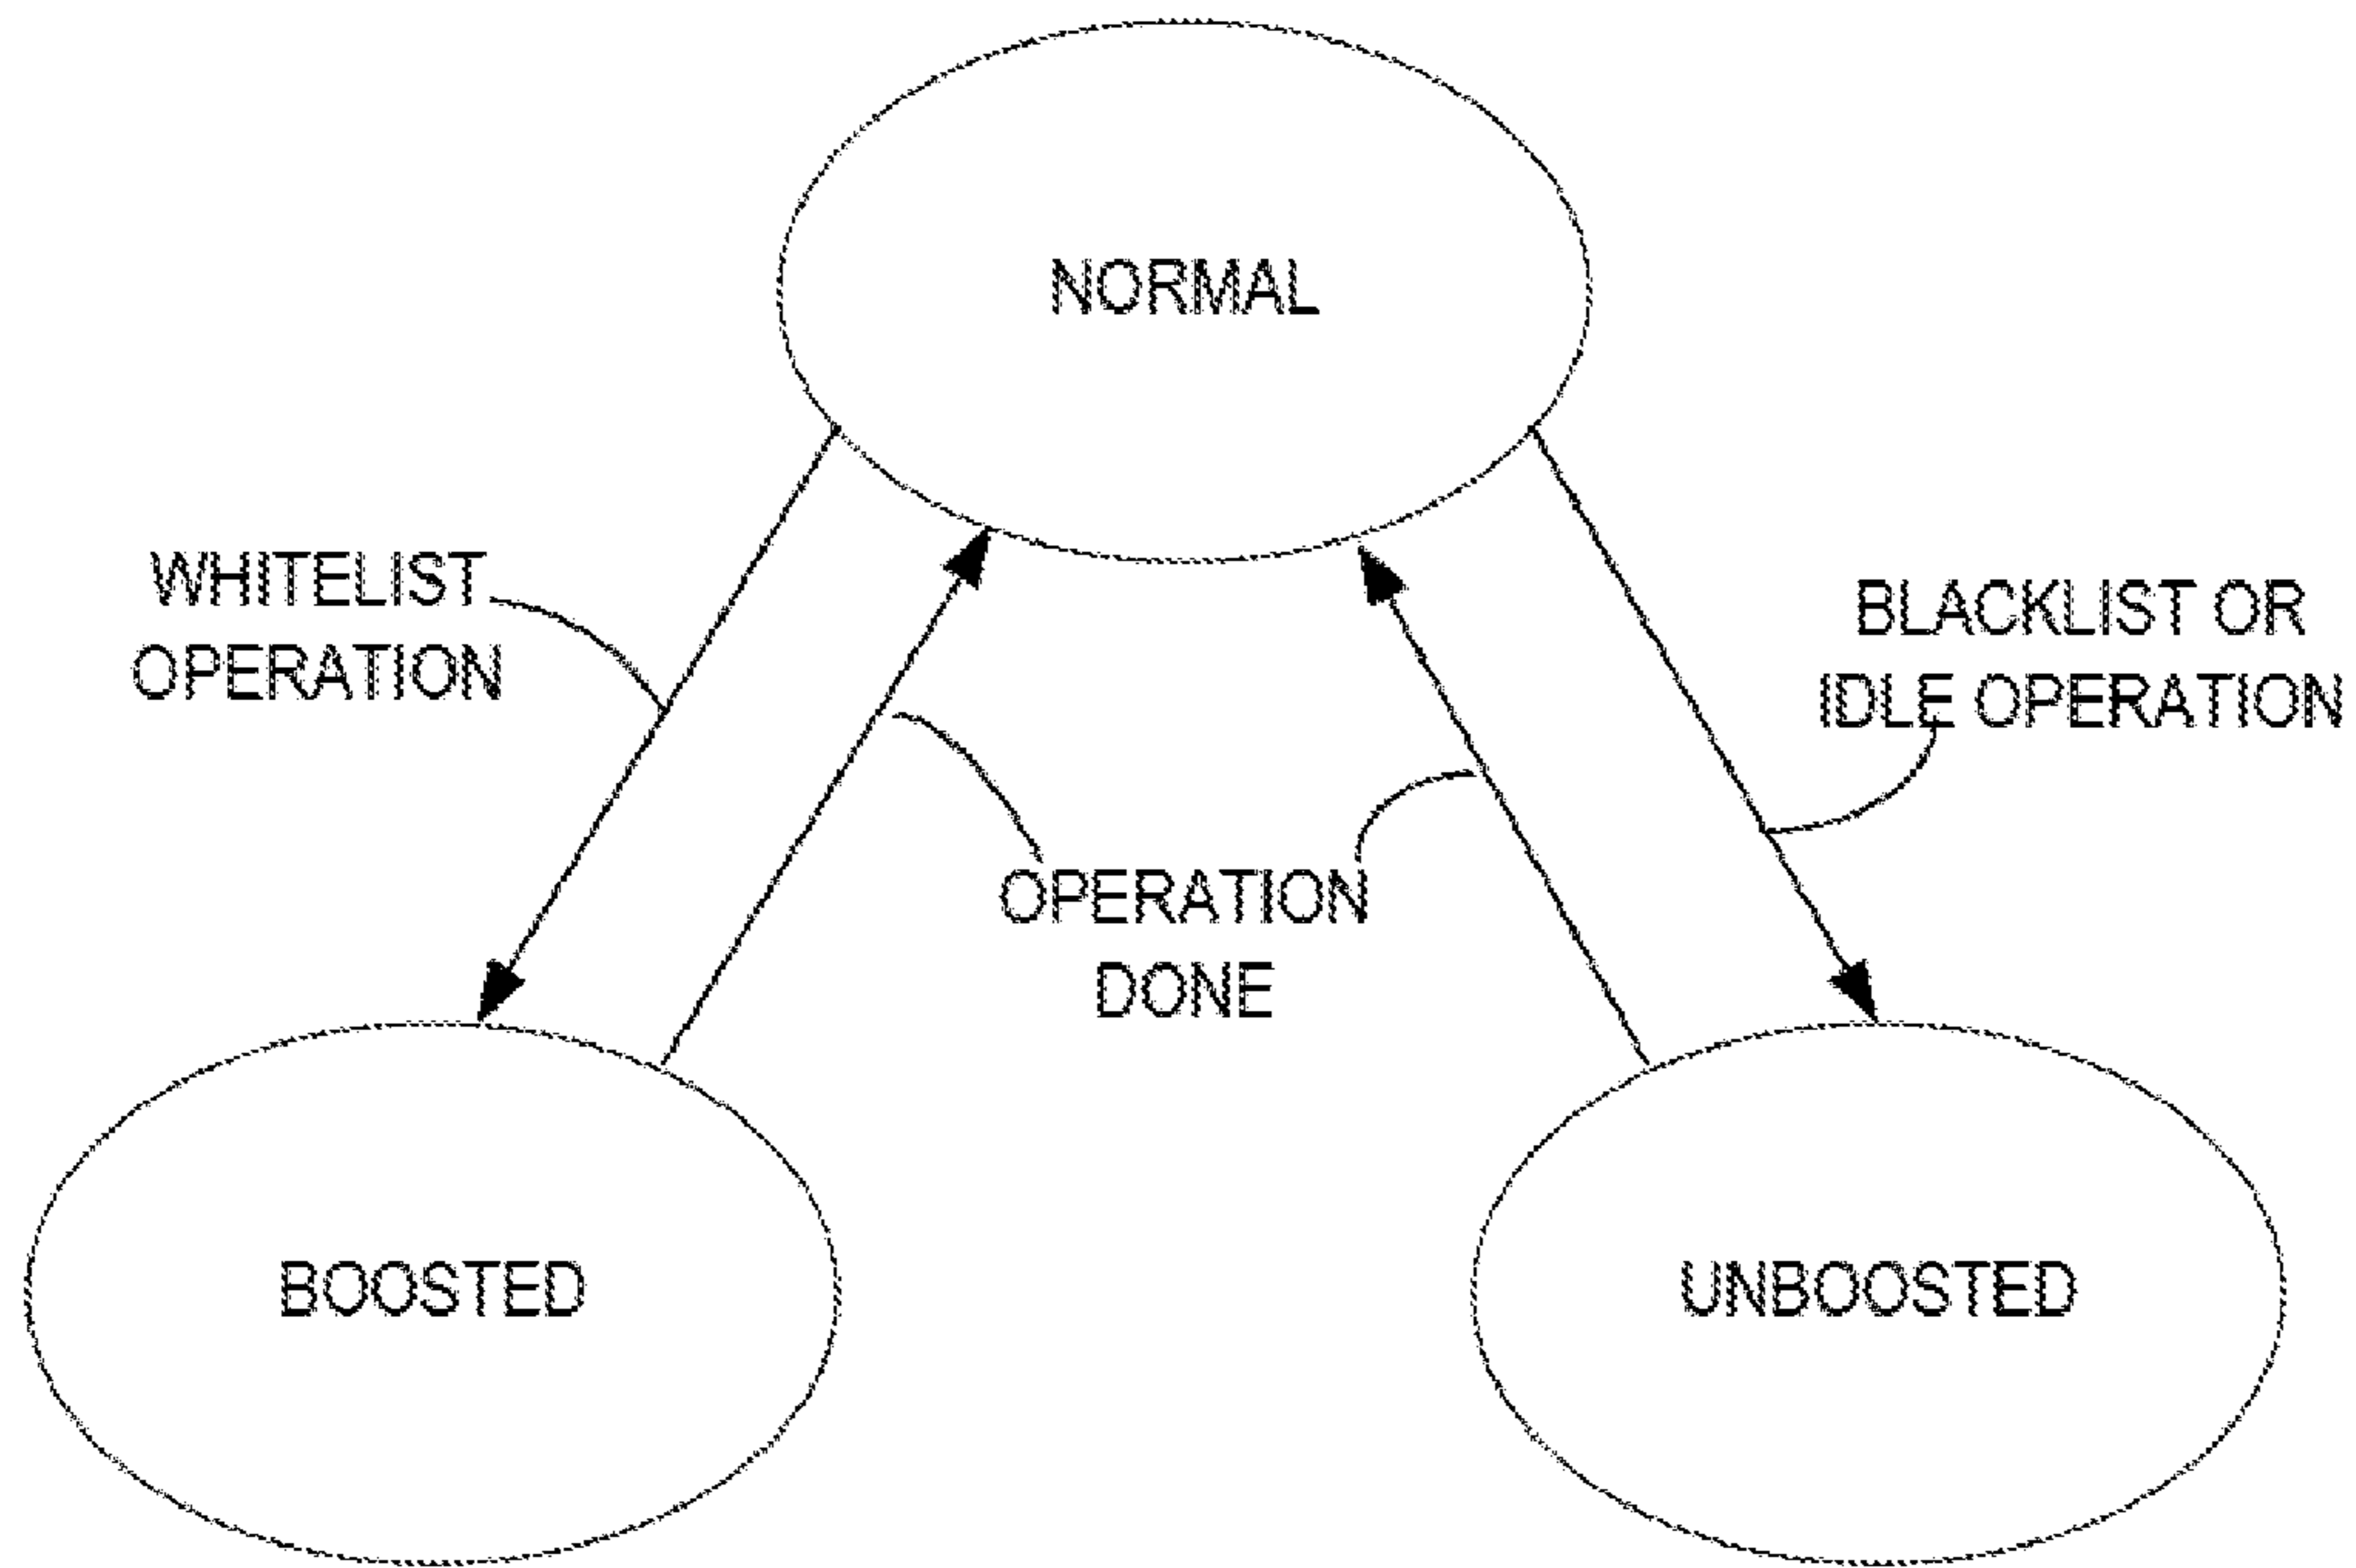 NORMAL
WHITELIST
OPERATION
BLACKLIST OR
IDLE OPERATION
OPERATION
DONE
BOOSTED
UNBOOSTED